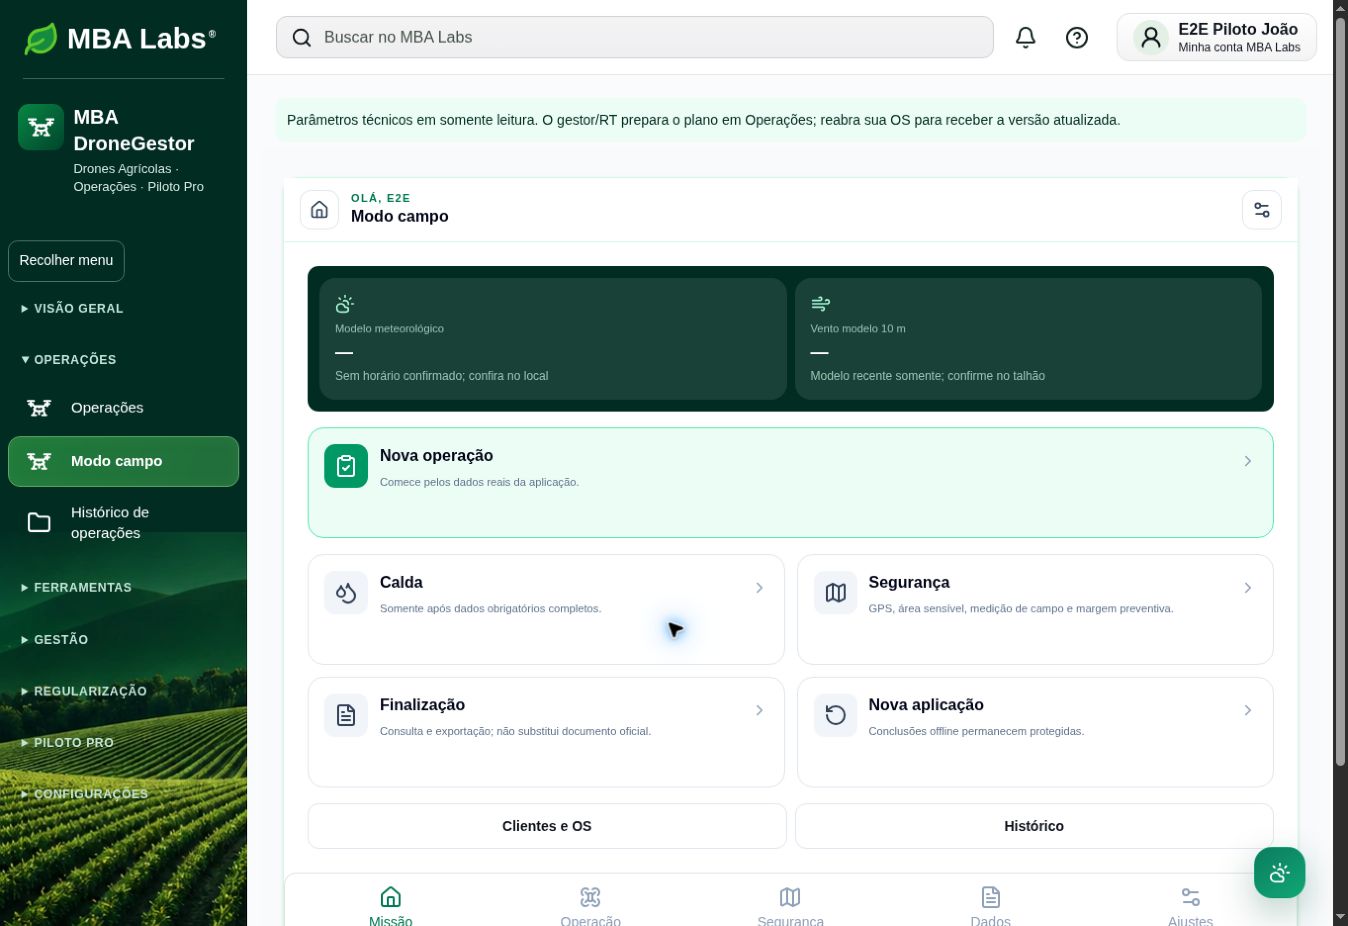 MBA Labs®
Buscar no MBA Labs
E2E Piloto João
Minha conta MBA Labs
MBA
DroneGestor
Drones Agrícolas ·
Operações · Piloto Pro
Recolher menu
VISÃO GERAL
OPERAÇÕES
Operações
Modo campo
Histórico de
operações
FERRAMENTAS
GESTÃO
REGULARIZAÇÃO
PILOTO PRO
CONFIGURAÇÕES
Parâmetros técnicos em somente leitura. O gestor/RT prepara o plano em Operações; reabra sua OS para receber a versão atualizada.
OLÁ, E2E
Modo campo
Modelo meteorológico
—
Sem horário confirmado; confira no local
Vento modelo 10 m
—
Modelo recente somente; confirme no talhão
Nova operação
Comece pelos dados reais da aplicação.
Calda
Somente após dados obrigatórios completos.
Segurança
GPS, área sensível, medição de campo e margem preventiva.
Finalização
Consulta e exportação; não substitui documento oficial.
Nova aplicação
Conclusões offline permanecem protegidas.
Clientes e OS
Histórico
Missão
Operação
Segurança
Dados
Ajustes